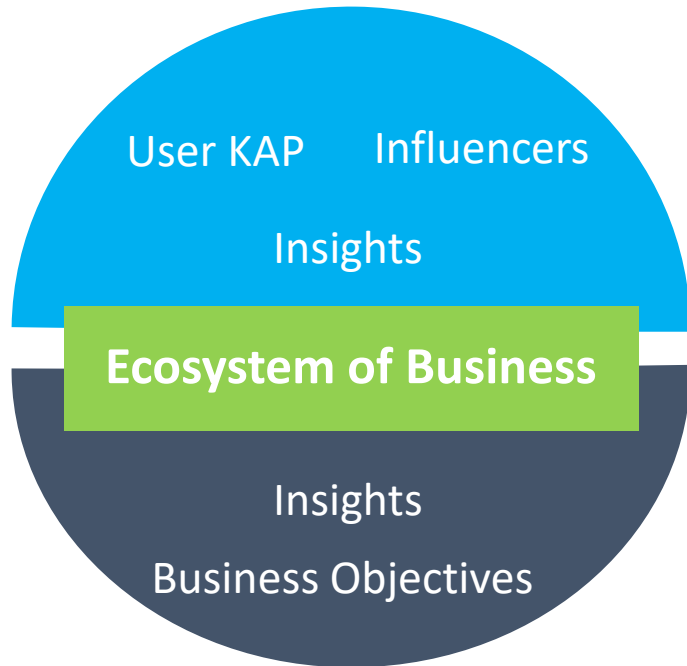 User KAP Influencers
Insights
Ecosystem of Business
Insights
Business Objectives